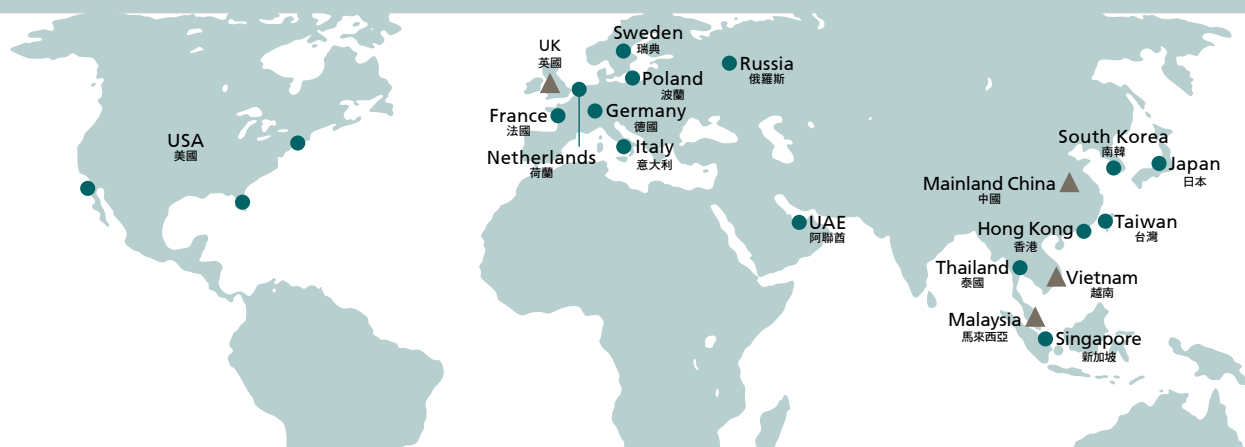 Sweden
瑞典
UK
英國
Russia
俄羅斯
Poland
波蘭
France
法國
Germany
德國
USA
美國
Netherlands
荷蘭
Italy
意大利
South Korea
南韓
Japan
日本
Mainland China
中國
UAE
阿聯酋
Hong Kong
香港
Taiwan
台灣
Thailand
泰國
Vietnam
越南
Malaysia
馬來西亞
Singapore
新加坡